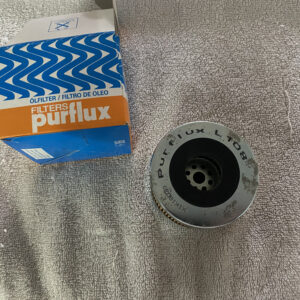 ÖLFILTER / FILTRO DE ÓLEO
FILTERS
purflux
Purflux L108